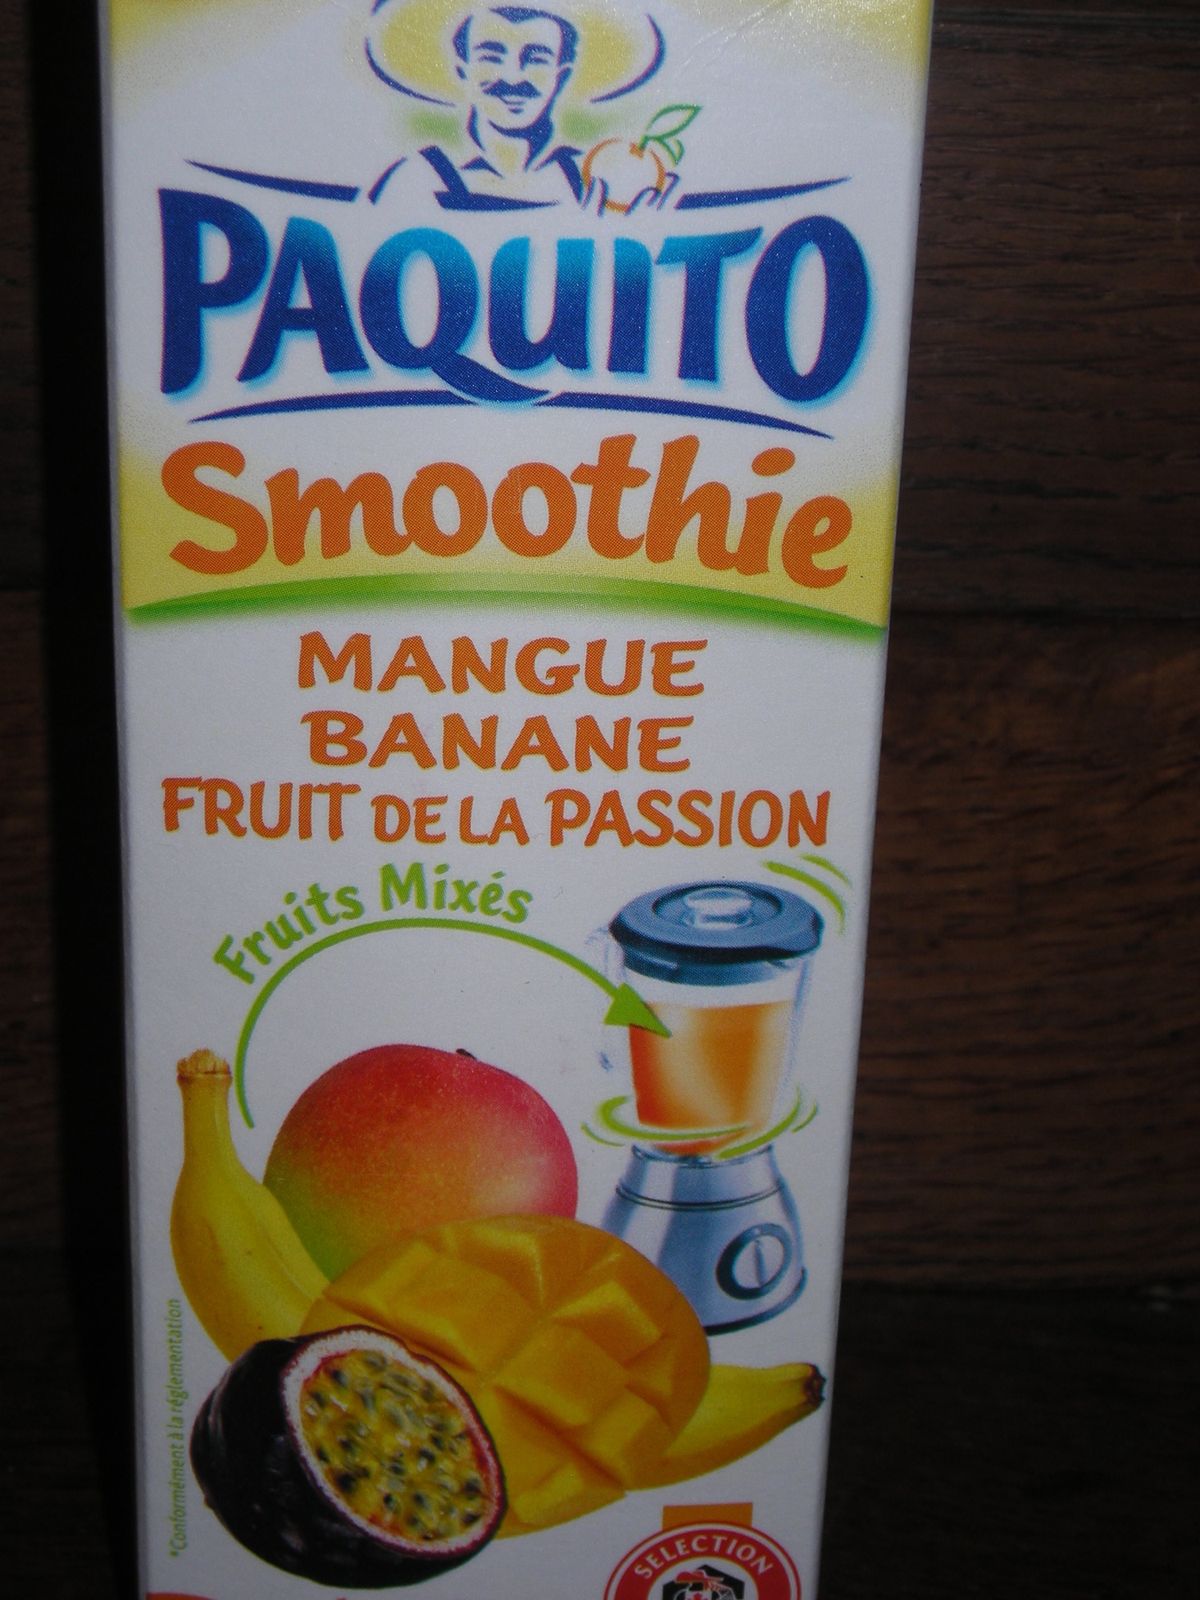 PAQUITO
Smoothie
MANGUE
BANANE
FRUIT DE LA PASSION
Fruits Mixés
*Conformément à la réglementation
SELECTION